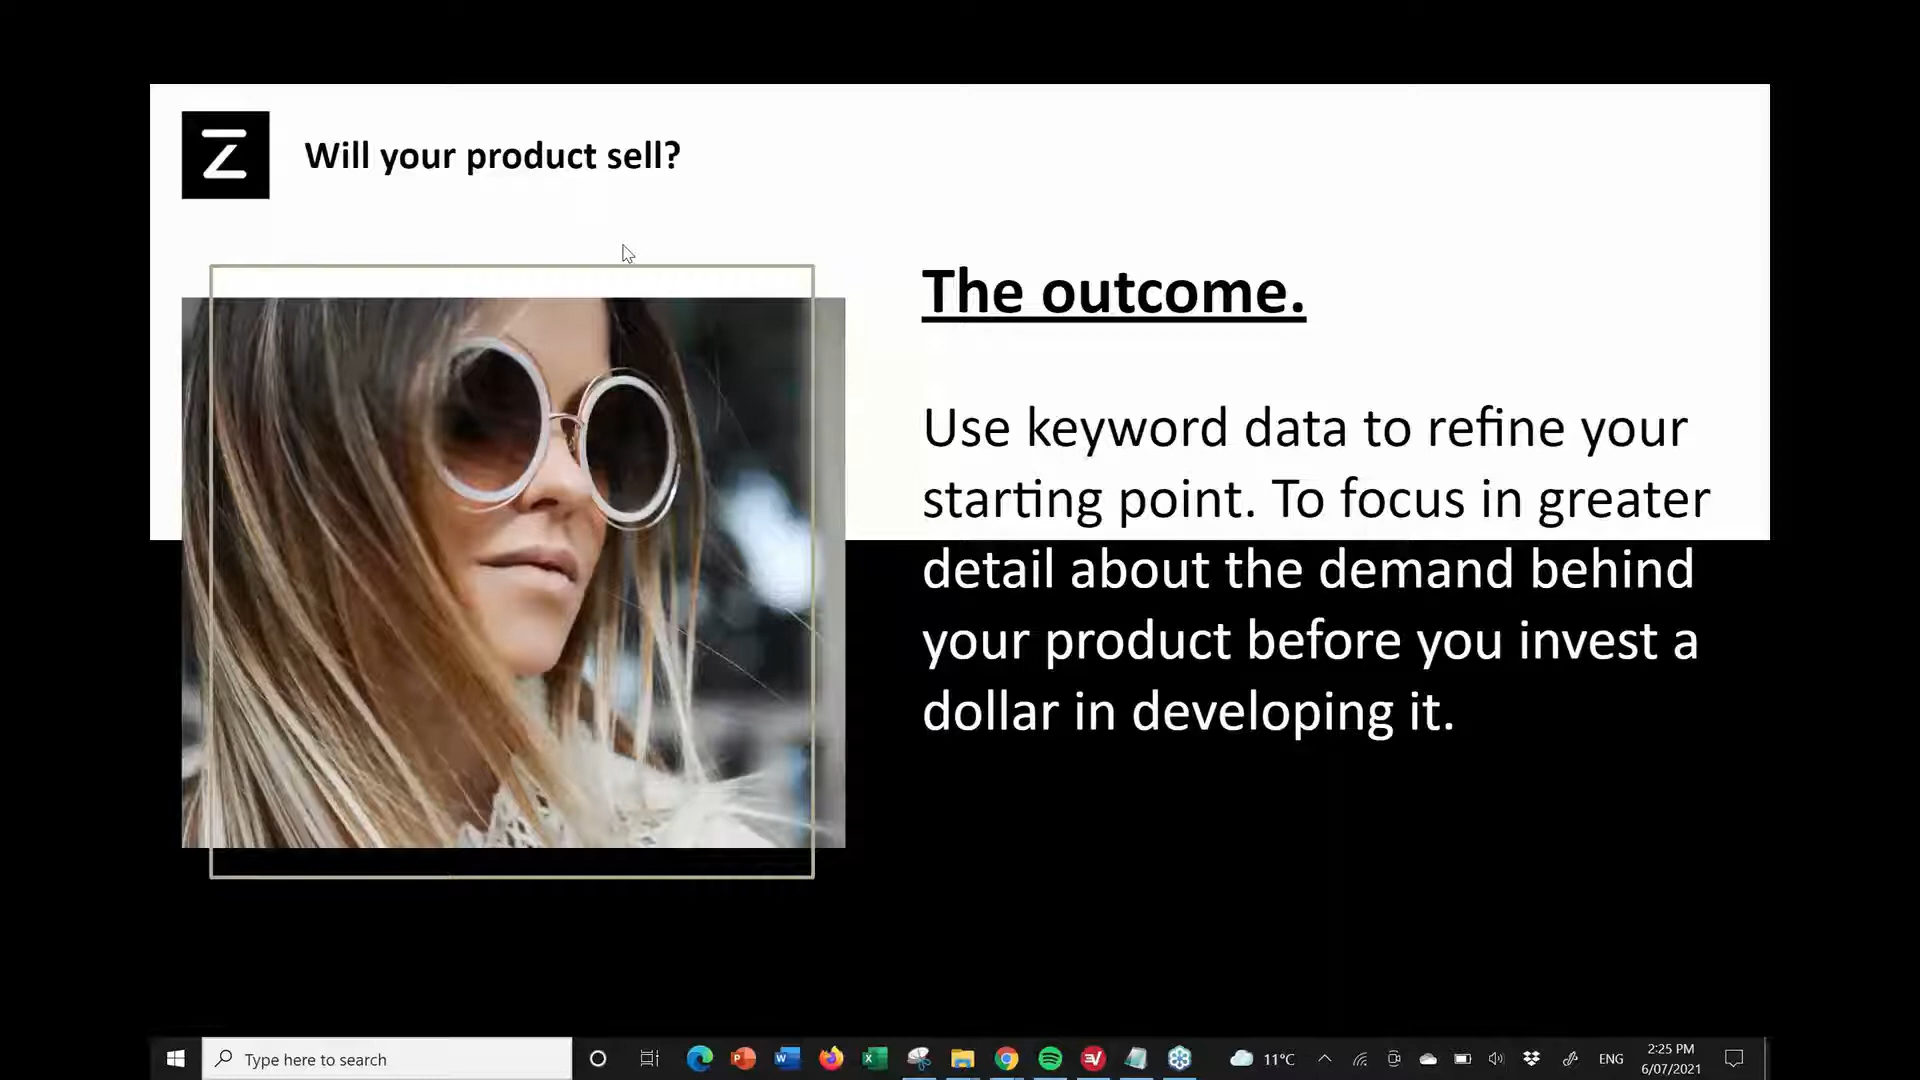 Z
Will your product sell?
The outcome.
Use keyword data to refine your
starting point. To focus in greater
detail about the demand behind
your product before you invest a
dollar in developing it.
Type here to search
11°C
ENG
2:25 PM
6/07/2021